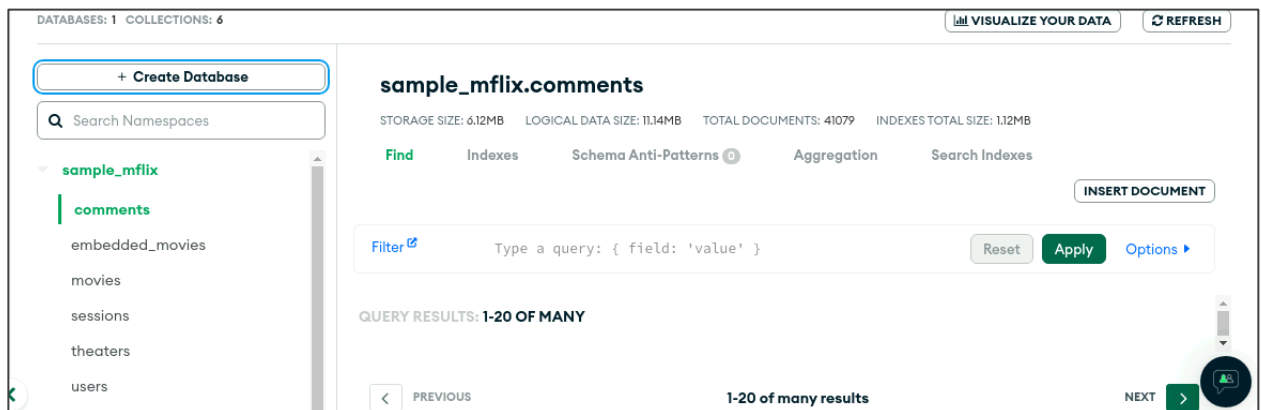 DATABASES: 1 COLLECTIONS: 6
VISUALIZE YOUR DATA
REFRESH
+ Create Database
Search Namespaces
sample_mflix
comments
embedded_movies
movies
sessions
theaters
users
sample_mflix.comments
STORAGE SIZE: 6.12MB LOGICAL DATA SIZE: 11.14MB TOTAL DOCUMENTS: 41079 INDEXES TOTAL SIZE: 1.12MB
Find Indexes Schema Anti-Patterns 0 Aggregation Search Indexes
INSERT DOCUMENT
Filter Type a query: { field: 'value' } Reset Apply Options
QUERY RESULTS: 1-20 OF MANY
PREVIOUS 1-20 of many results NEXT